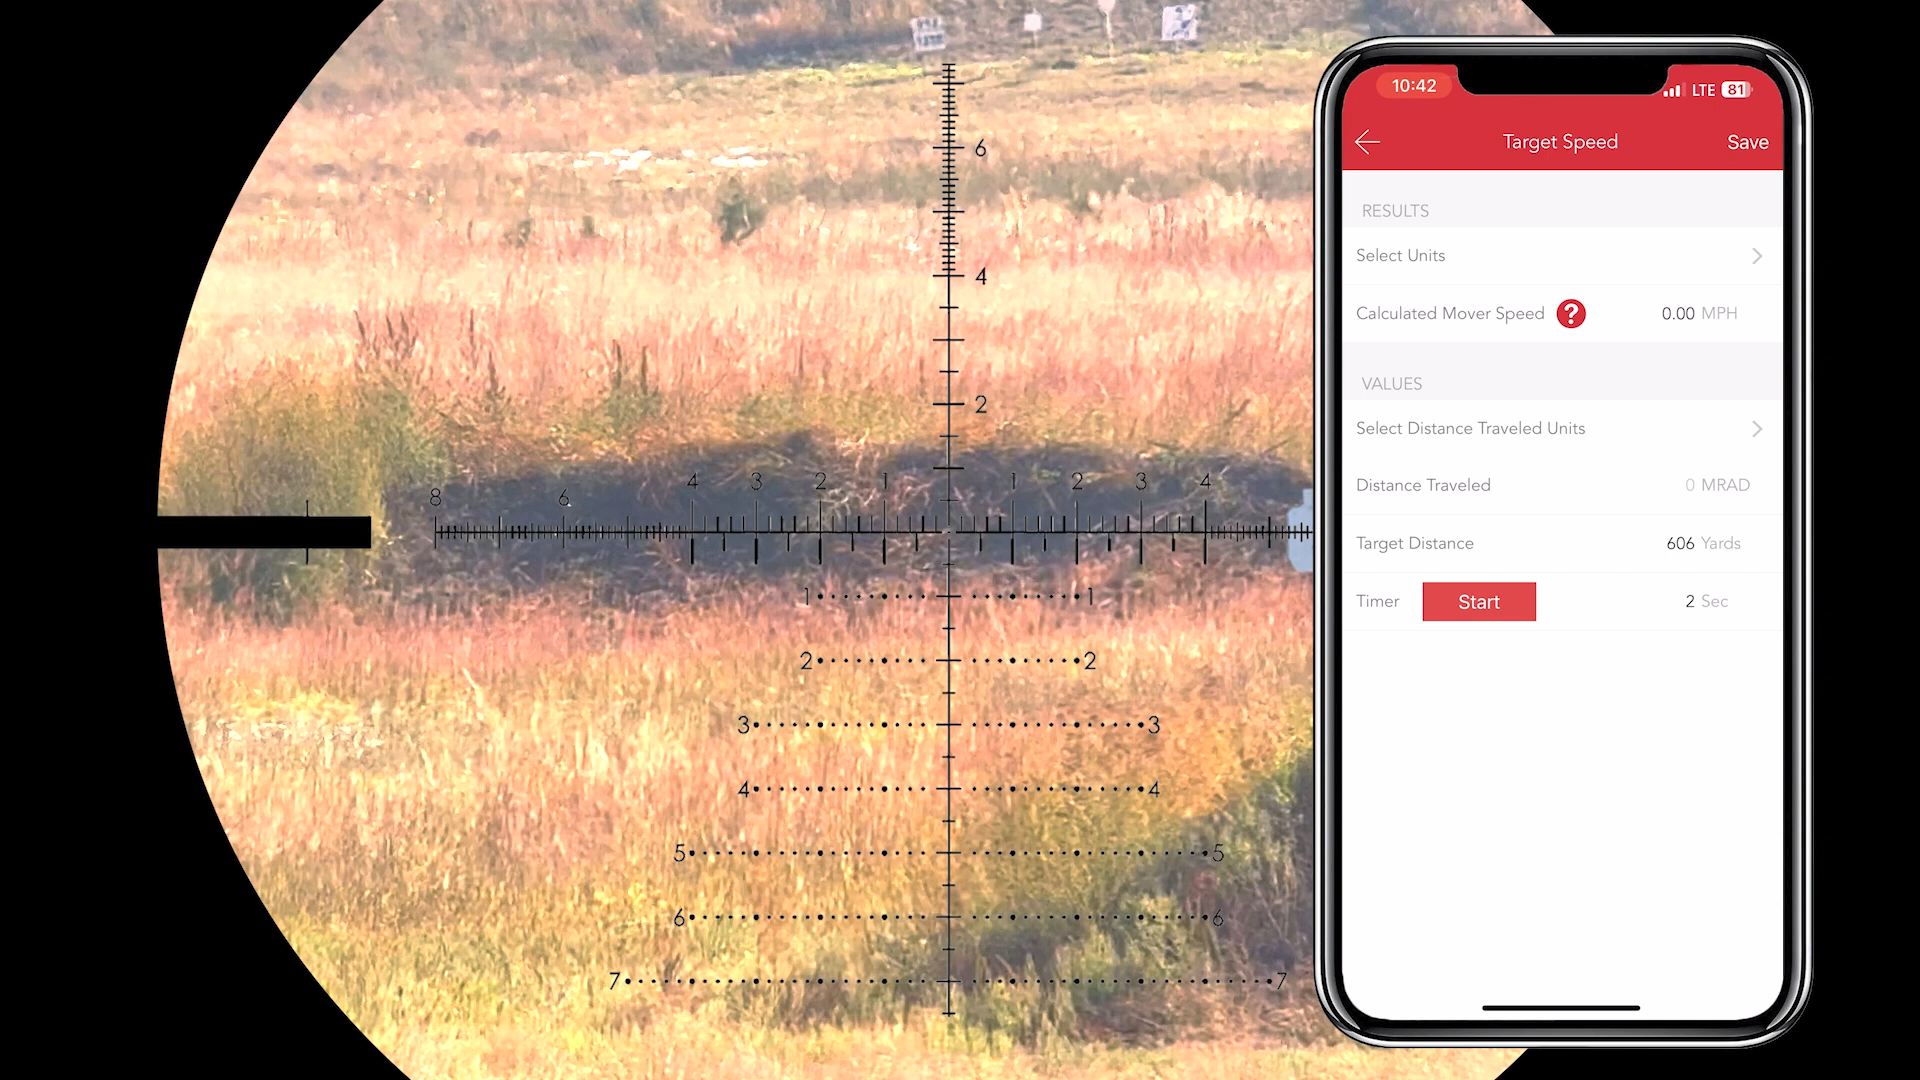 10:42
LTE 81
Target Speed
Save
RESULTS
Select Units
Calculated Mover Speed ? 0.00 MPH
VALUES
Select Distance Traveled Units
Distance Traveled 0 MRAD
Target Distance 606 Yards
Timer Start 2 Sec
6
4
2
8 6 4 3 2 1 1 2 3 4
1 1
2 2
3 3
4 4
5 5
6 6
7 7